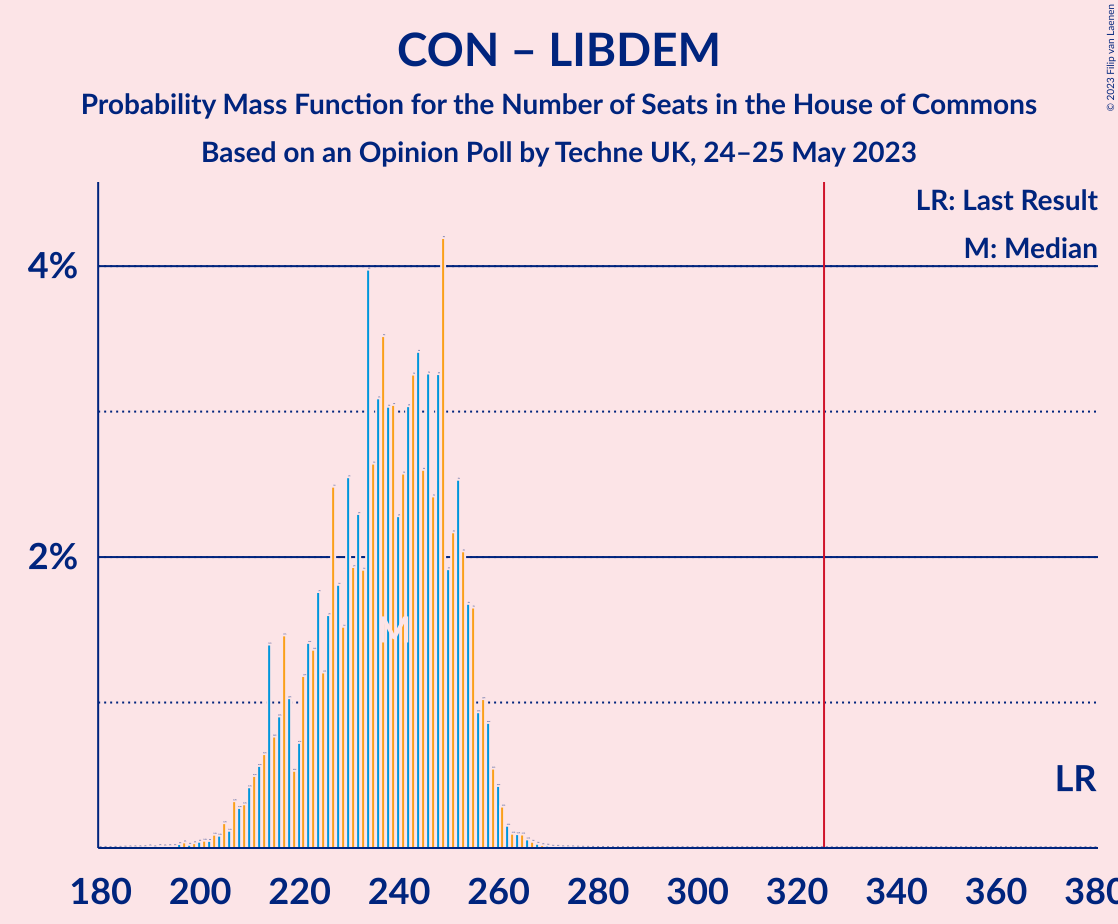 CON – LIBDEM
Probability Mass Function for the Number of Seats in the House of Commons
Based on an Opinion Poll by Techne UK, 24–25 May 2023
© 2023 Filip van Laenen
LR: Last Result
M: Median
4%
2%
M
LR
180 200 220 240 260 280 300 320 340 360 380